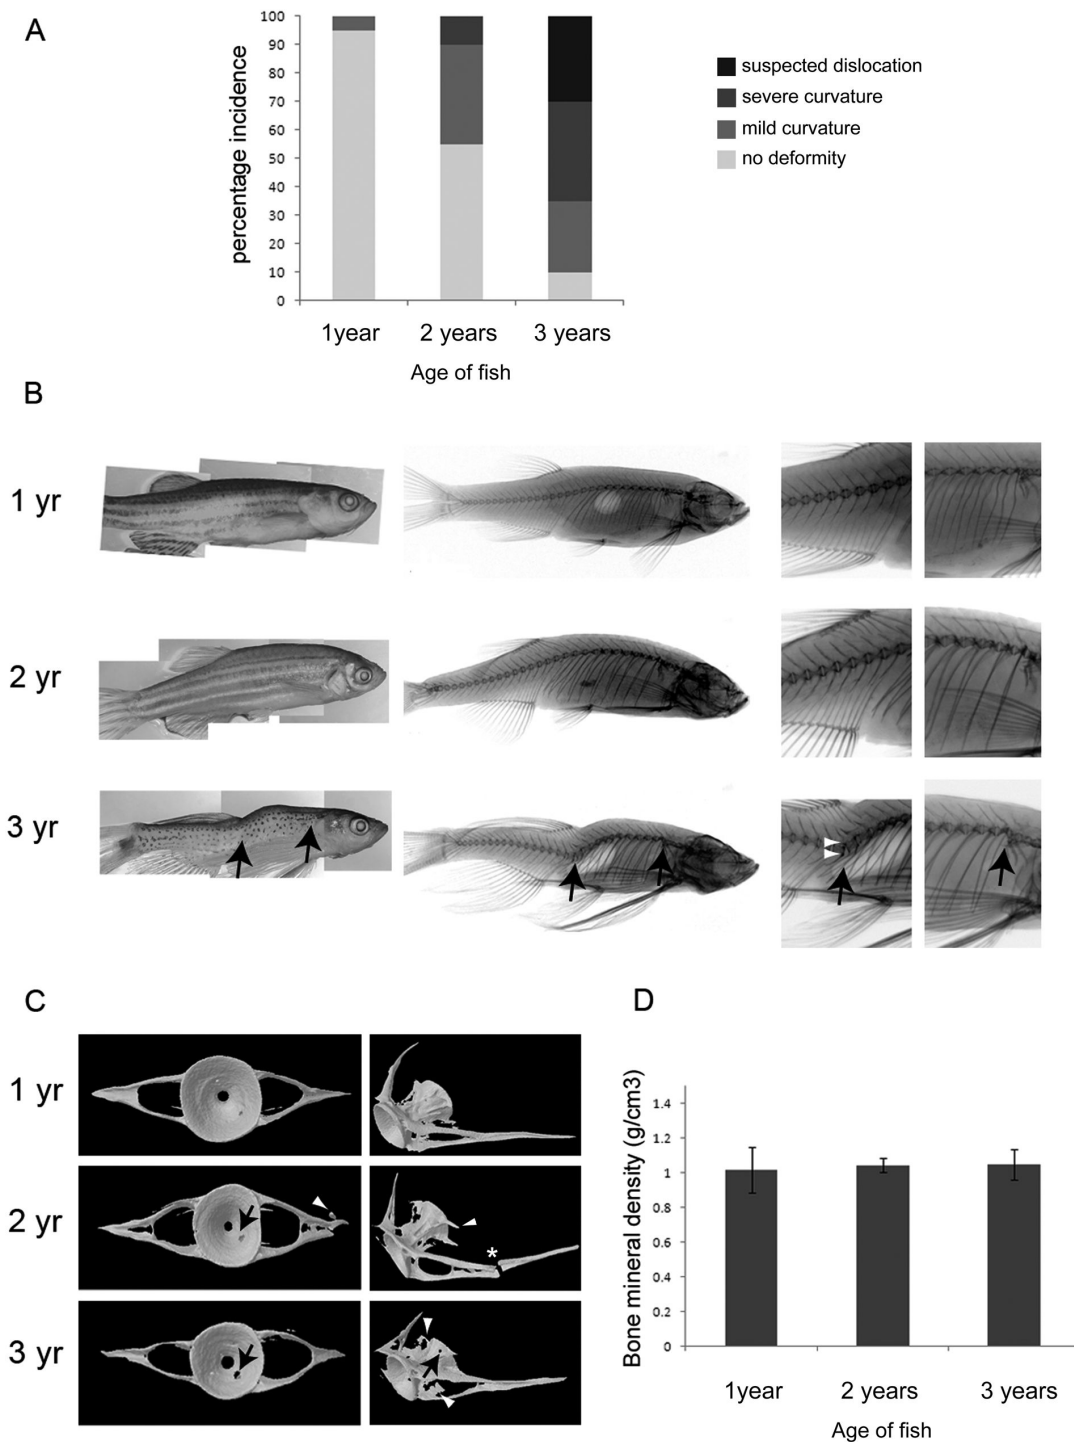 A
100
90
80
70
60
50
40
30
20
10
0
percentage incidence
1year
2 years
3 years
Age of fish
suspected dislocation
severe curvature
mild curvature
no deformity
B
1 yr
2 yr
3 yr
C
1 yr
2 yr
*
3 yr
D
Bone mineral density (g/cm3)
1.4
1.2
1
0.8
0.6
0.4
0.2
0
1year
2 years
3 years
Age of fish